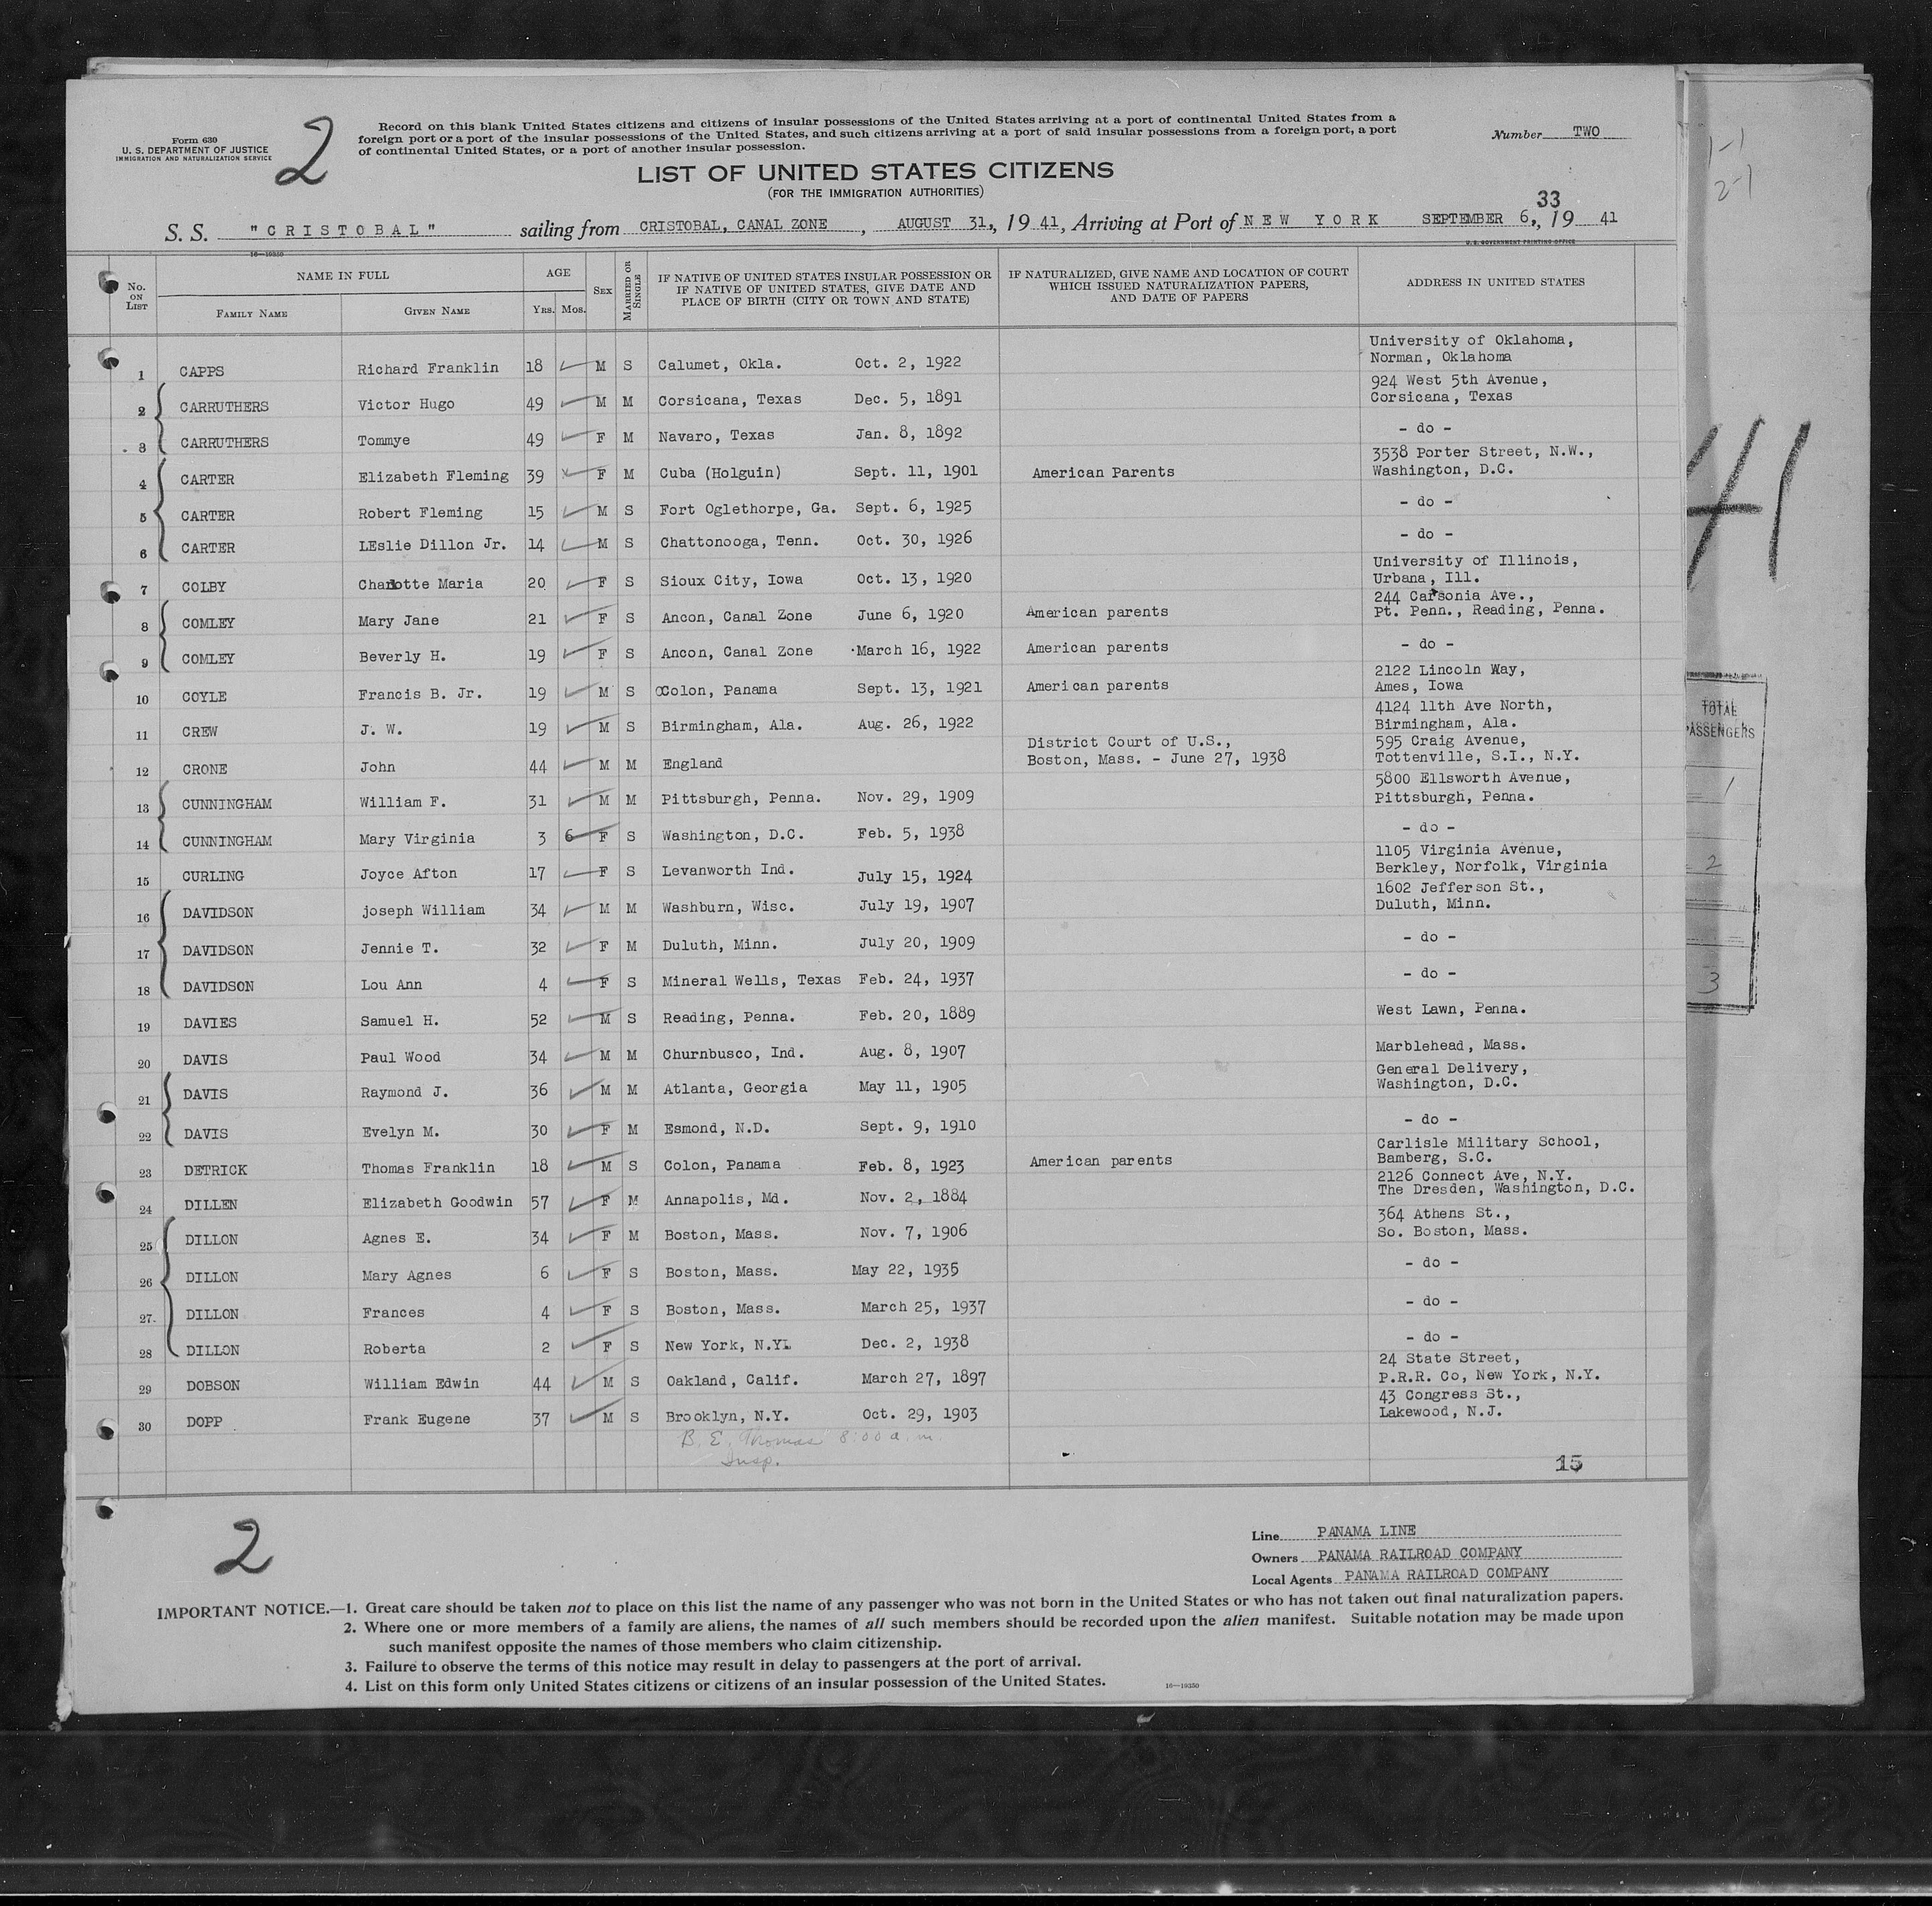 Form 630
U. S. DEPARTMENT OF JUSTICE
IMMIGRATION AND NATURALIZATION SERVICE
2
Record on this blank United States citizens and citizens of insular possessions of the United States arriving at a port of continental United States from a
foreign port or a port of the insular possessions of the United States, and such citizens arriving at a port of said insular possessions from a foreign port, a port
of continental United States, or a port of another insular possession.
Number TWO
LIST OF UNITED STATES CITIZENS
(FOR THE IMMIGRATION AUTHORITIES)
33
S. S. "CRISTOBAL" sailing from CRISTOBAL, CANAL ZONE, AUGUST 31,, 19 41, Arriving at Port of NEW YORK SEPTEMBER 6,, 19 41
16—19350
U. S. GOVERNMENT PRINTING OFFICE
No. ON LIST
NAME IN FULL
FAMILY NAME
GIVEN NAME
AGE
YRS. MOS.
SEX
MARRIED OR SINGLE
IF NATIVE OF UNITED STATES INSULAR POSSESSION OR
IF NATIVE OF UNITED STATES, GIVE DATE AND
PLACE OF BIRTH (CITY OR TOWN AND STATE)
IF NATURALIZED, GIVE NAME AND LOCATION OF COURT
WHICH ISSUED NATURALIZATION PAPERS,
AND DATE OF PAPERS
ADDRESS IN UNITED STATES
University of Oklahoma,
1 CAPPS Richard Franklin 18 M S Calumet, Okla. Oct. 2, 1922 Norman, Oklahoma
924 West 5th Avenue,
2 CARRUTHERS Victor Hugo 49 M M Corsicana, Texas Dec. 5, 1891 Corsicana, Texas
3 CARRUTHERS Tommye 49 F M Navaro, Texas Jan. 8, 1892 - do -
3538 Porter Street, N.W.,
4 CARTER Elizabeth Fleming 39 F M Cuba (Holguin) Sept. 11, 1901 American Parents Washington, D.C.
5 CARTER Robert Fleming 15 M S Fort Oglethorpe, Ga. Sept. 6, 1925 - do -
6 CARTER LEslie Dillon Jr. 14 M S Chattonooga, Tenn. Oct. 30, 1926 - do -
University of Illinois,
7 COLBY Charlotte Maria 20 F S Sioux City, Iowa Oct. 13, 1920 Urbana, Ill.
244 Carsonia Ave.,
8 COMLEY Mary Jane 21 F S Ancon, Canal Zone June 6, 1920 American parents Pt. Penn., Reading, Penna.
9 COMLEY Beverly H. 19 F S Ancon, Canal Zone March 16, 1922 American parents - do -
2122 Lincoln Way,
10 COYLE Francis B. Jr. 19 M S Colon, Panama Sept. 13, 1921 American parents Ames, Iowa
4124 11th Ave North,
11 CREW J. W. 19 M S Birmingham, Ala. Aug. 26, 1922 Birmingham, Ala.
District Court of U.S., 595 Craig Avenue,
12 CRONE John 44 M M England Boston, Mass. - June 27, 1938 Tottenville, S.I., N.Y.
5800 Ellsworth Avenue,
13 CUNNINGHAM William F. 31 M M Pittsburgh, Penna. Nov. 29, 1909 Pittsburgh, Penna.
14 CUNNINGHAM Mary Virginia 3 6 F S Washington, D.C. Feb. 5, 1938 - do -
1105 Virginia Avenue,
15 CURLING Joyce Afton 17 F S Levanworth Ind. July 15, 1924 Berkley, Norfolk, Virginia
1602 Jefferson St.,
16 DAVIDSON joseph William 34 M M Washburn, Wisc. July 19, 1907 Duluth, Minn.
17 DAVIDSON Jennie T. 32 F M Duluth, Minn. July 20, 1909 - do -
18 DAVIDSON Lou Ann 4 F S Mineral Wells, Texas Feb. 24, 1937 - do -
19 DAVIES Samuel H. 52 M S Reading, Penna. Feb. 20, 1889 West Lawn, Penna.
20 DAVIS Paul Wood 34 M M Churnbusco, Ind. Aug. 8, 1907 Marblehead, Mass.
General Delivery,
21 DAVIS Raymond J. 36 M M Atlanta, Georgia May 11, 1905 Washington, D.C.
22 DAVIS Evelyn M. 30 F M Esmond, N.D. Sept. 9, 1910 - do -
Carlisle Military School,
23 DETRICK Thomas Franklin 18 M S Colon, Panama Feb. 8, 1923 American parents Bamberg, S.C.
2126 Connect Ave, N.Y.
24 DILLEN Elizabeth Goodwin 57 F M Annapolis, Md. Nov. 2, 1884 The Dresden, Washington, D.C.
364 Athens St.,
25 DILLON Agnes E. 34 F M Boston, Mass. Nov. 7, 1906 So. Boston, Mass.
26 DILLON Mary Agnes 6 F S Boston, Mass. May 22, 1935 - do -
27 DILLON Frances 4 F S Boston, Mass. March 25, 1937 - do -
28 DILLON Roberta 2 F S New York, N.Y. Dec. 2, 1938 - do -
24 State Street,
29 DOBSON William Edwin 44 M S Oakland, Calif. March 27, 1897 P.R.R. Co, New York, N.Y.
43 Congress St.,
30 DOPP Frank Eugene 37 M S Brooklyn, N.Y. Oct. 29, 1903 Lakewood, N.J.
B. E. Thomas 8:00 a.m.
Insp.
15
2
Line PANAMA LINE
Owners PANAMA RAILROAD COMPANY
Local Agents PANAMA RAILROAD COMPANY
IMPORTANT NOTICE.—1. Great care should be taken not to place on this list the name of any passenger who was not born in the United States or who has not taken out final naturalization papers.
2. Where one or more members of a family are aliens, the names of all such members should be recorded upon the alien manifest. Suitable notation may be made upon
such manifest opposite the names of those members who claim citizenship.
3. Failure to observe the terms of this notice may result in delay to passengers at the port of arrival.
4. List on this form only United States citizens or citizens of an insular possession of the United States.
16—19350
1-1
2-1
41
TOTAL
PASSENGERS
1
2
3